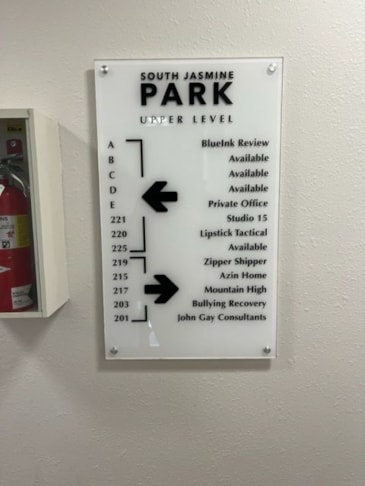 SOUTH JASMINE
PARK
UPPER LEVEL
A BlueInk Review
B Available
C Available
D Available
E Private Office
221 Studio 15
220 Lipstick Tactical
225 Available
219 Zipper Shipper
215 Azin Home
217 Mountain High
203 Bullying Recovery
201 John Gay Consultants